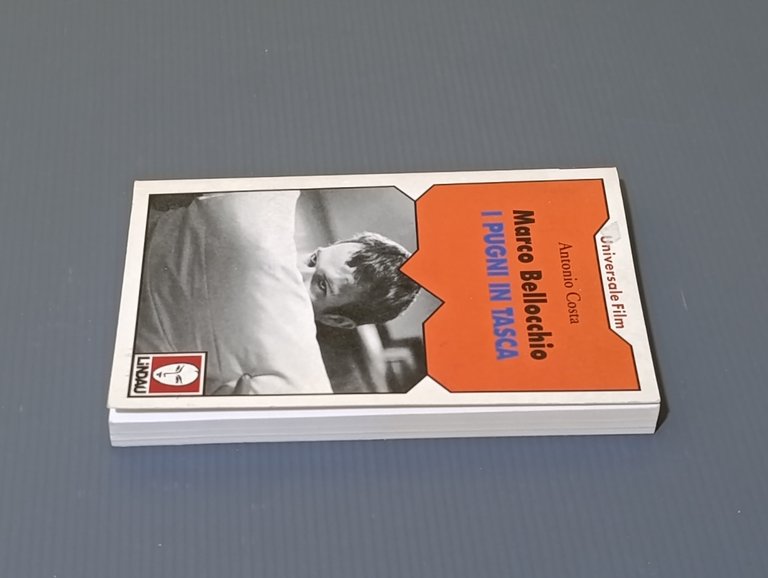 Universale Film
Antonio Costa
Marco Bellocchio
I PUGNI IN TASCA
LiNDAU